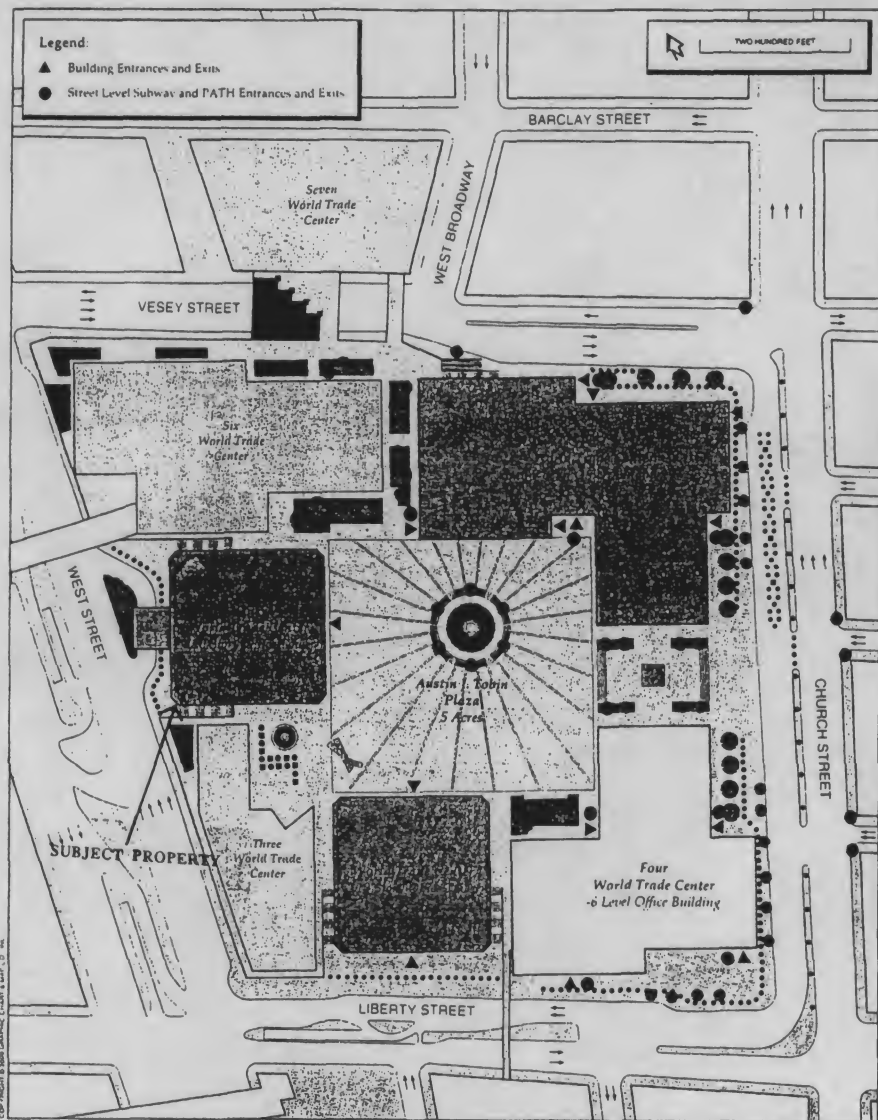 Legend:
Building Entrances and Exits
Street Level Subway and PATH Entrances and Exits
TWO HUNDRED FEET
BARCLAY STREET
Seven
World Trade
Center
WEST BROADWAY
VESEY STREET
Six
World Trade
Center
WEST STREET
Austin J. Tobin
Plaza
5 Acres
CHURCH STREET
SUBJECT PROPERTY
Three
World Trade
Center
Four
World Trade Center
-6 Level Office Building
LIBERTY STREET